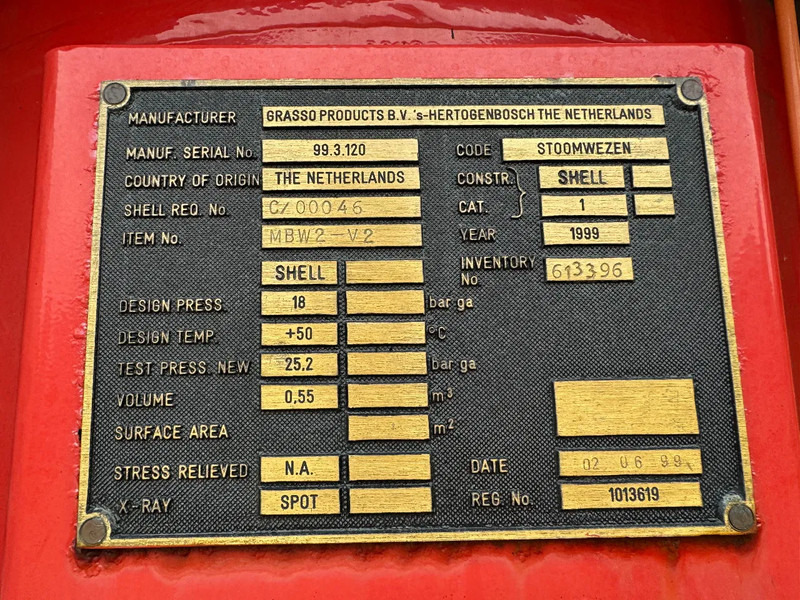 MANUFACTURER GRASSO PRODUCTS B.V. 's-HERTOGENBOSCH THE NETHERLANDS
MANUF. SERIAL No. 99.3.120 CODE STOOMWEZEN
COUNTRY OF ORIGIN THE NETHERLANDS CONSTR. SHELL
SHELL REQ. No. C/00046 CAT. 1
ITEM No. MBW2-V2 YEAR 1999
SHELL INVENTORY No. 613396
DESIGN PRESS. 18 bar ga
DESIGN TEMP. +50 °C
TEST PRESS. NEW 25.2 bar ga
VOLUME 0,55 m³
SURFACE AREA m²
STRESS RELIEVED N.A. DATE 02 06 99
X-RAY SPOT REG. No. 1013619